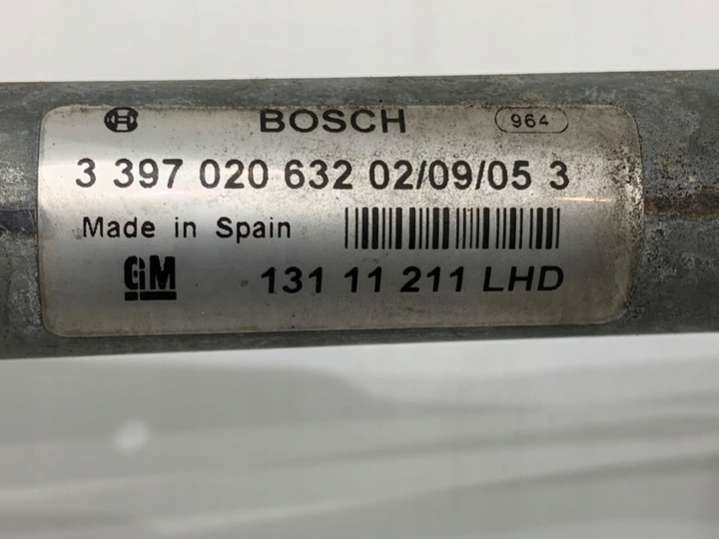 BOSCH 964
3 397 020 632 02/09/05 3
Made in Spain
GM 131 11 211 LHD